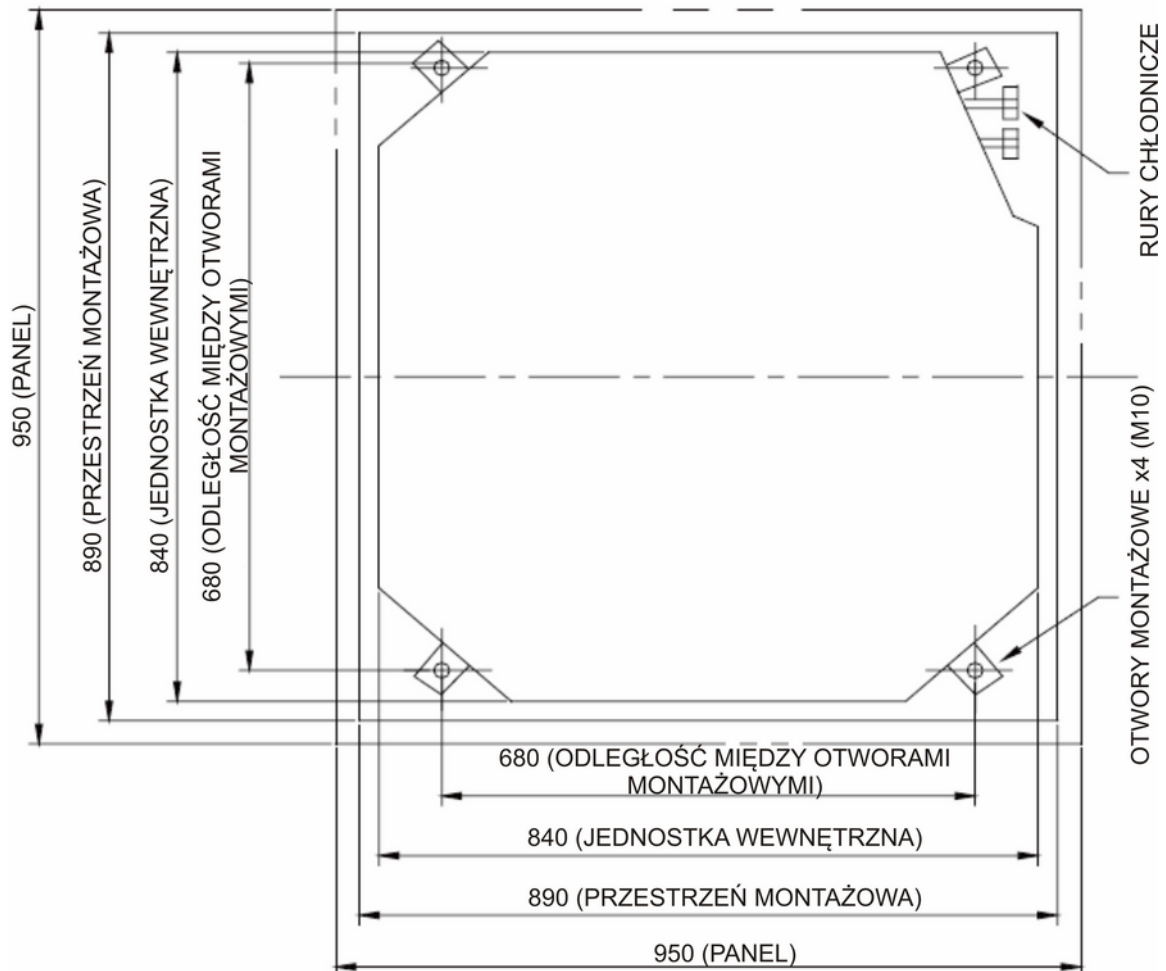 950 (PANEL)
890 (PRZESTRZEŃ MONTAŻOWA)
840 (JEDNOSTKA WEWNĘTRZNA)
680 (ODLEGŁOŚĆ MIĘDZY OTWORAMI
MONTAŻOWYMI)
RURY CHŁODNICZE
OTWORY MONTAŻOWE x4 (M10)
680 (ODLEGŁOŚĆ MIĘDZY OTWORAMI
MONTAŻOWYMI)
840 (JEDNOSTKA WEWNĘTRZNA)
890 (PRZESTRZEŃ MONTAŻOWA)
950 (PANEL)